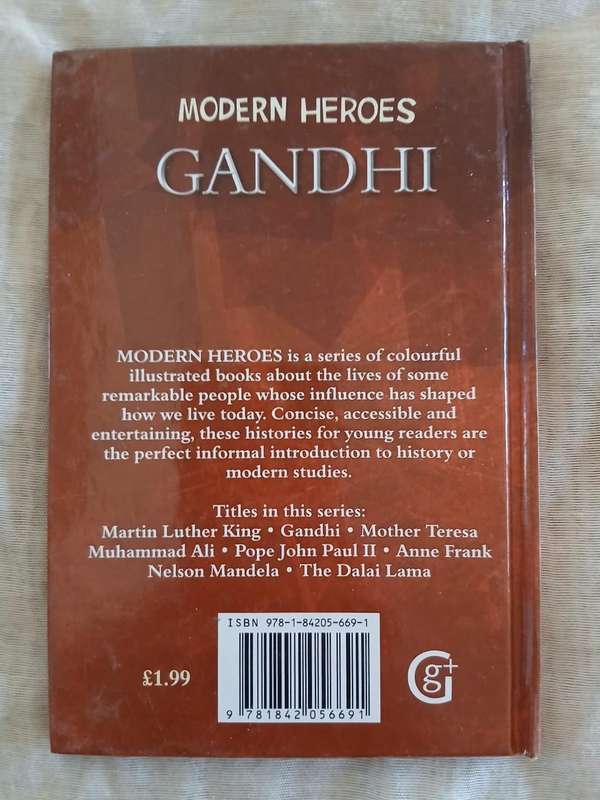 MODERN HEROES
GANDHI
MODERN HEROES is a series of colourful
illustrated books about the lives of some
remarkable people whose influence has shaped
how we live today. Concise, accessible and
entertaining, these histories for young readers are
the perfect informal introduction to history or
modern studies.
Titles in this series:
Martin Luther King • Gandhi • Mother Teresa
Muhammad Ali • Pope John Paul II • Anne Frank
Nelson Mandela • The Dalai Lama
ISBN 978-1-84205-669-1
£1.99
9 781842 056691
Gg+